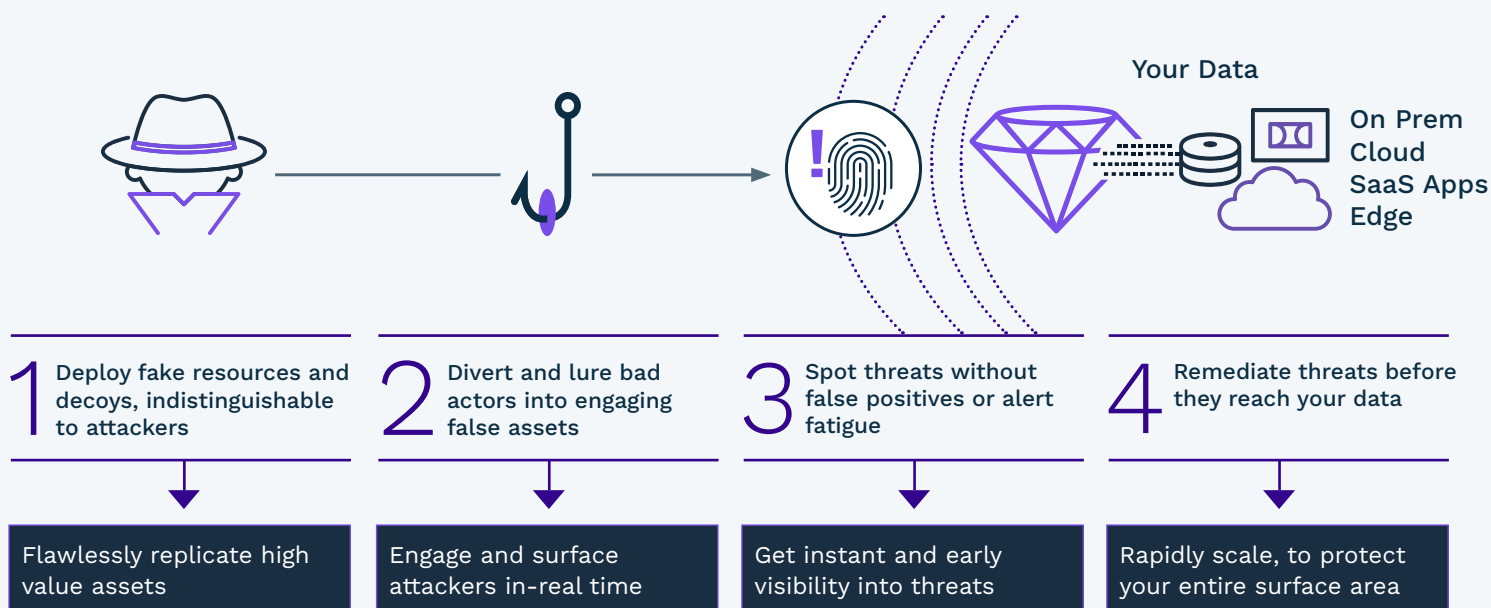 Your Data
On Prem
Cloud
SaaS Apps
Edge
!
1
Deploy fake resources and
decoys, indistinguishable
to attackers
2
Divert and lure bad
actors into engaging
false assets
3
Spot threats without
false positives or alert
fatigue
4
Remediate threats before
they reach your data
Flawlessly replicate high
value assets
Engage and surface
attackers in-real time
Get instant and early
visibility into threats
Rapidly scale, to protect
your entire surface area